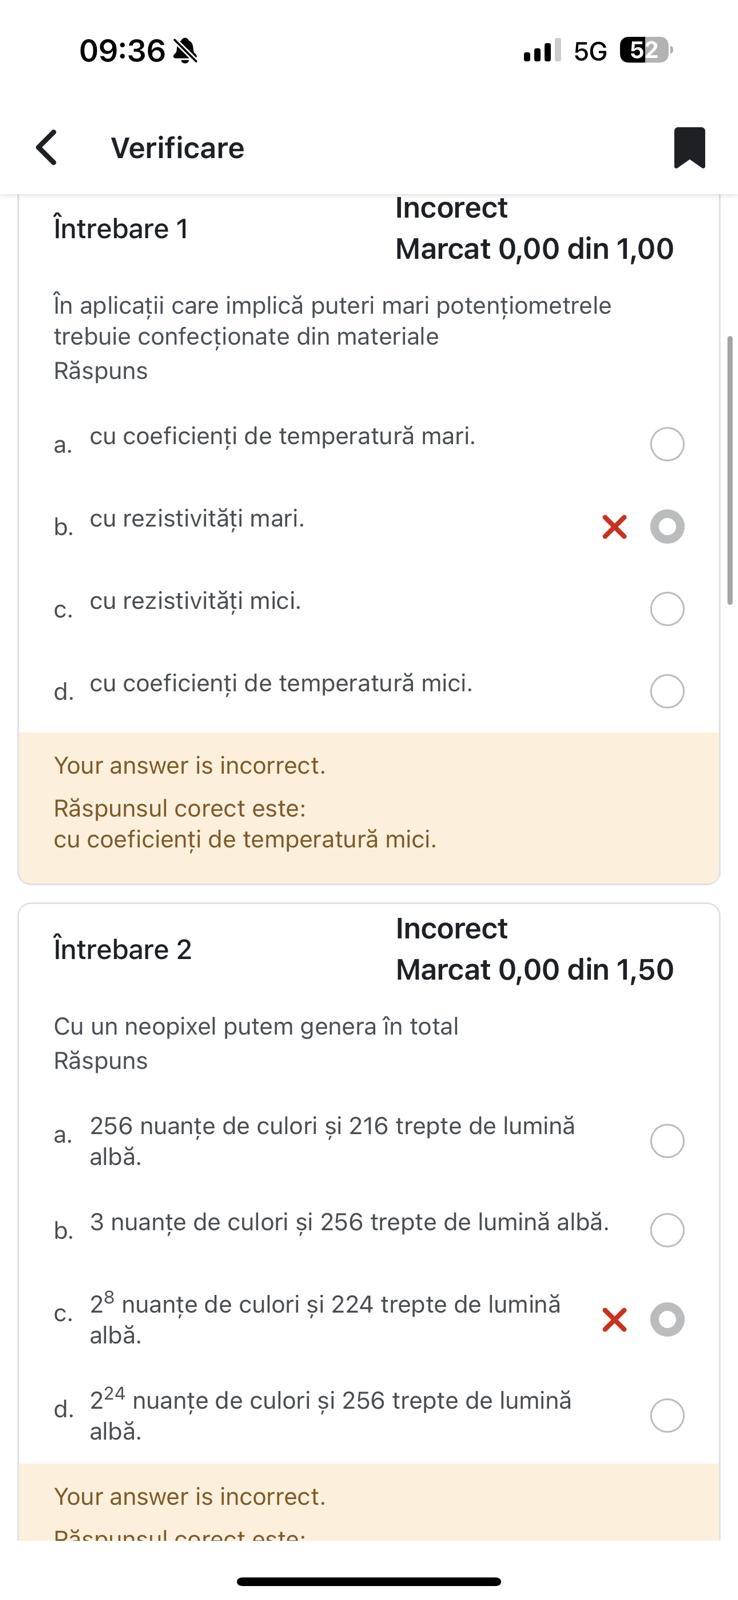 09:36 5G 52
Verificare
Întrebare 1
Incorect
Marcat 0,00 din 1,00
În aplicații care implică puteri mari potențiometrele
trebuie confecționate din materiale
Răspuns
a. cu coeficienți de temperatură mari.
b. cu rezistivități mari.
c. cu rezistivități mici.
d. cu coeficienți de temperatură mici.
Your answer is incorrect.
Răspunsul corect este:
cu coeficienți de temperatură mici.
Întrebare 2
Incorect
Marcat 0,00 din 1,50
Cu un neopixel putem genera în total
Răspuns
a. 256 nuanțe de culori și 216 trepte de lumină
albă.
b. 3 nuanțe de culori și 256 trepte de lumină albă.
c. 2⁸ nuanțe de culori și 224 trepte de lumină
albă.
d. 2²⁴ nuanțe de culori și 256 trepte de lumină
albă.
Your answer is incorrect.
Răspunsul corect este: